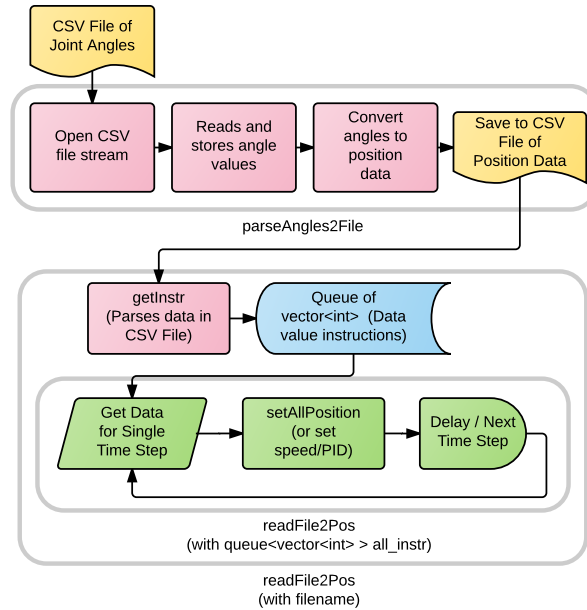 CSV File of
Joint Angles
Open CSV
file stream
Reads and
stores angle
values
Convert
angles to
position
data
Save to CSV
File of
Position Data
parseAngles2File
getInstr
(Parses data in
CSV File)
Queue of
vector<int>  (Data
value instructions)
Get Data
for Single
Time Step
setAllPosition
(or set
speed/PID)
Delay / Next
Time Step
readFile2Pos
(with queue<vector<int> > all_instr)
readFile2Pos
(with filename)